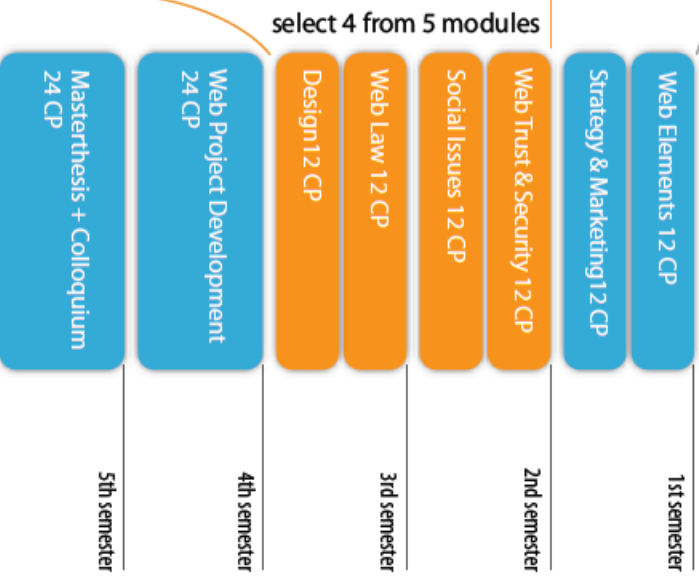 select 4 from 5 modules
Web Elements 12 CP
Strategy & Marketing12 CP
Web Trust & Security 12 CP
Social Issues 12 CP
Web Law 12 CP
Design12 CP
Web Project Development
24 CP
Masterthesis + Colloquium
24 CP
1st semester
2nd semester
3rd semester
4th semester
5th semester